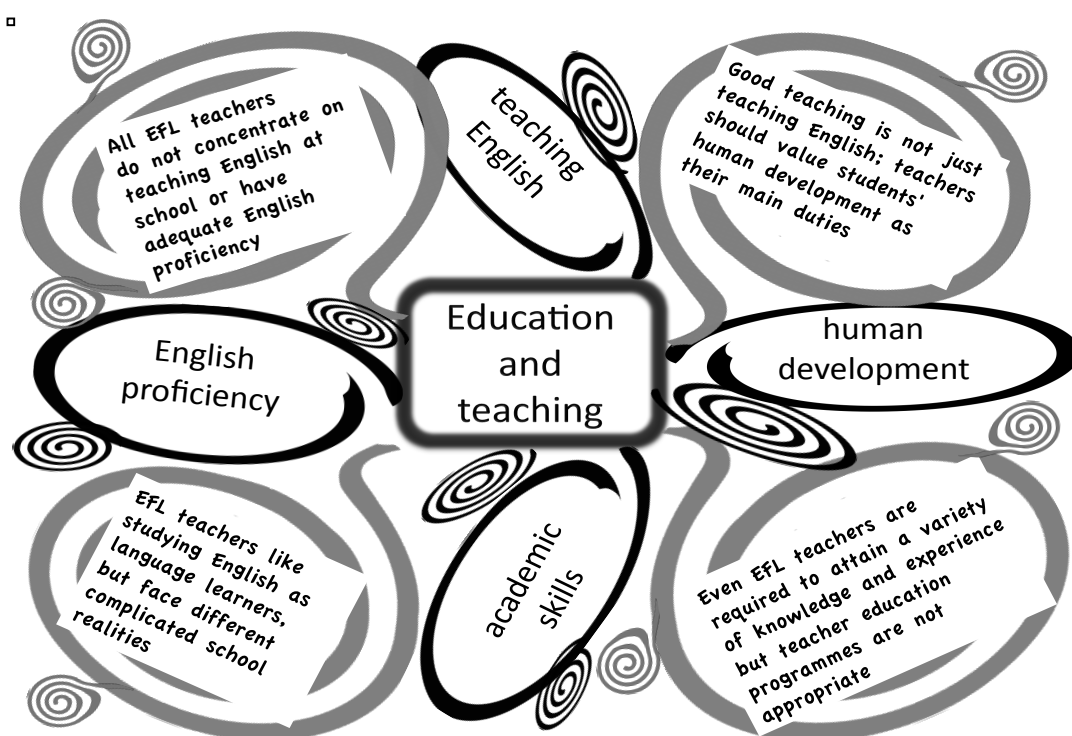 All EFL teachers
do not concentrate on
teaching English at
school or have
adequate English
proficiency
teaching
English
Good teaching is not just
teaching English; teachers
should value students'
human development as
their main duties
English
proficiency
Education
and
teaching
human
development
EFL teachers like
studying English as
language learners,
but face different
complicated school
realities
academic
skills
Even EFL teachers are
required to attain a variety
of knowledge and experience
but teacher education
programmes are not
appropriate